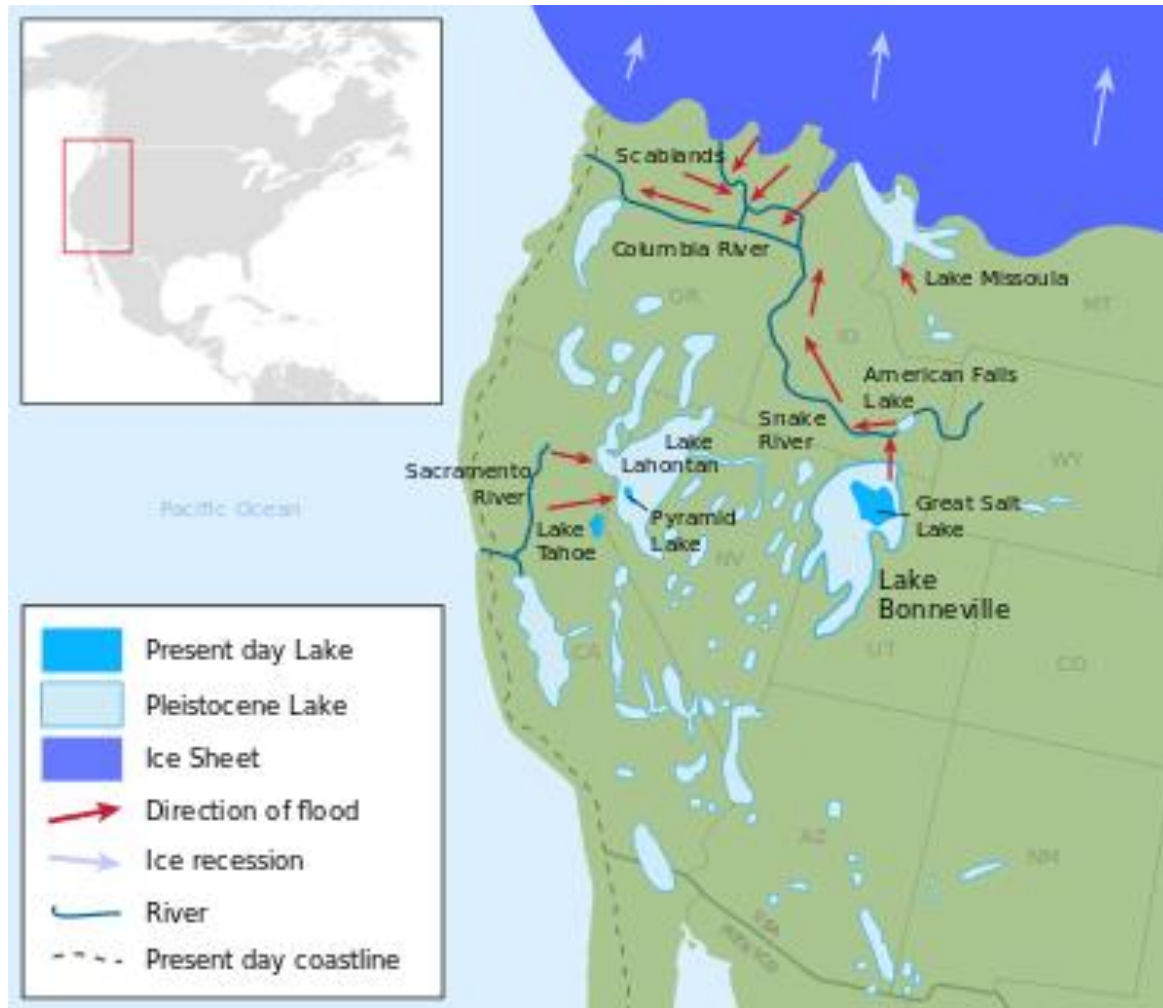 Scablands
Columbia River
Lake Missoula
OR
MT
ID
American Falls
Lake
Snake
River
WY
Lake
Lahontan
Sacramento
River
Pacific Ocean
Lake
Tahoe
Pyramid
Lake
Great Salt
Lake
NV
Lake
Bonneville
CA
UT
CO
AZ
NM
USA
MEXICO
Present day Lake
Pleistocene Lake
Ice Sheet
Direction of flood
Ice recession
River
Present day coastline